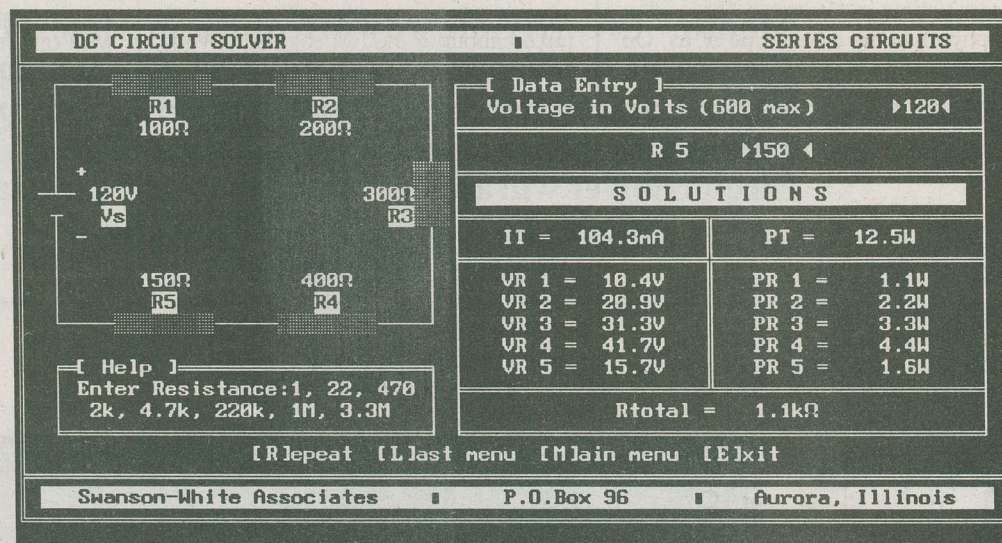 DC CIRCUIT SOLVER SERIES CIRCUITS
R1 R2
100Ω 200Ω
+
120V
Vs
-
300Ω
R3
150Ω 400Ω
R5 R4
[ Help ]
Enter Resistance:1, 22, 470
2k, 4.7k, 220k, 1M, 3.3M
[ Data Entry ]
Voltage in Volts (600 max) ▶120◀
R 5 ▶150 ◀
SOLUTIONS
IT = 104.3mA PT = 12.5W
VR 1 = 10.4V PR 1 = 1.1W
VR 2 = 20.9V PR 2 = 2.2W
VR 3 = 31.3V PR 3 = 3.3W
VR 4 = 41.7V PR 4 = 4.4W
VR 5 = 15.7V PR 5 = 1.6W
Rtotal = 1.1kΩ
[R]epeat [L]ast menu [M]ain menu [E]xit
Swanson-White Associates P.O.Box 96 Aurora, Illinois